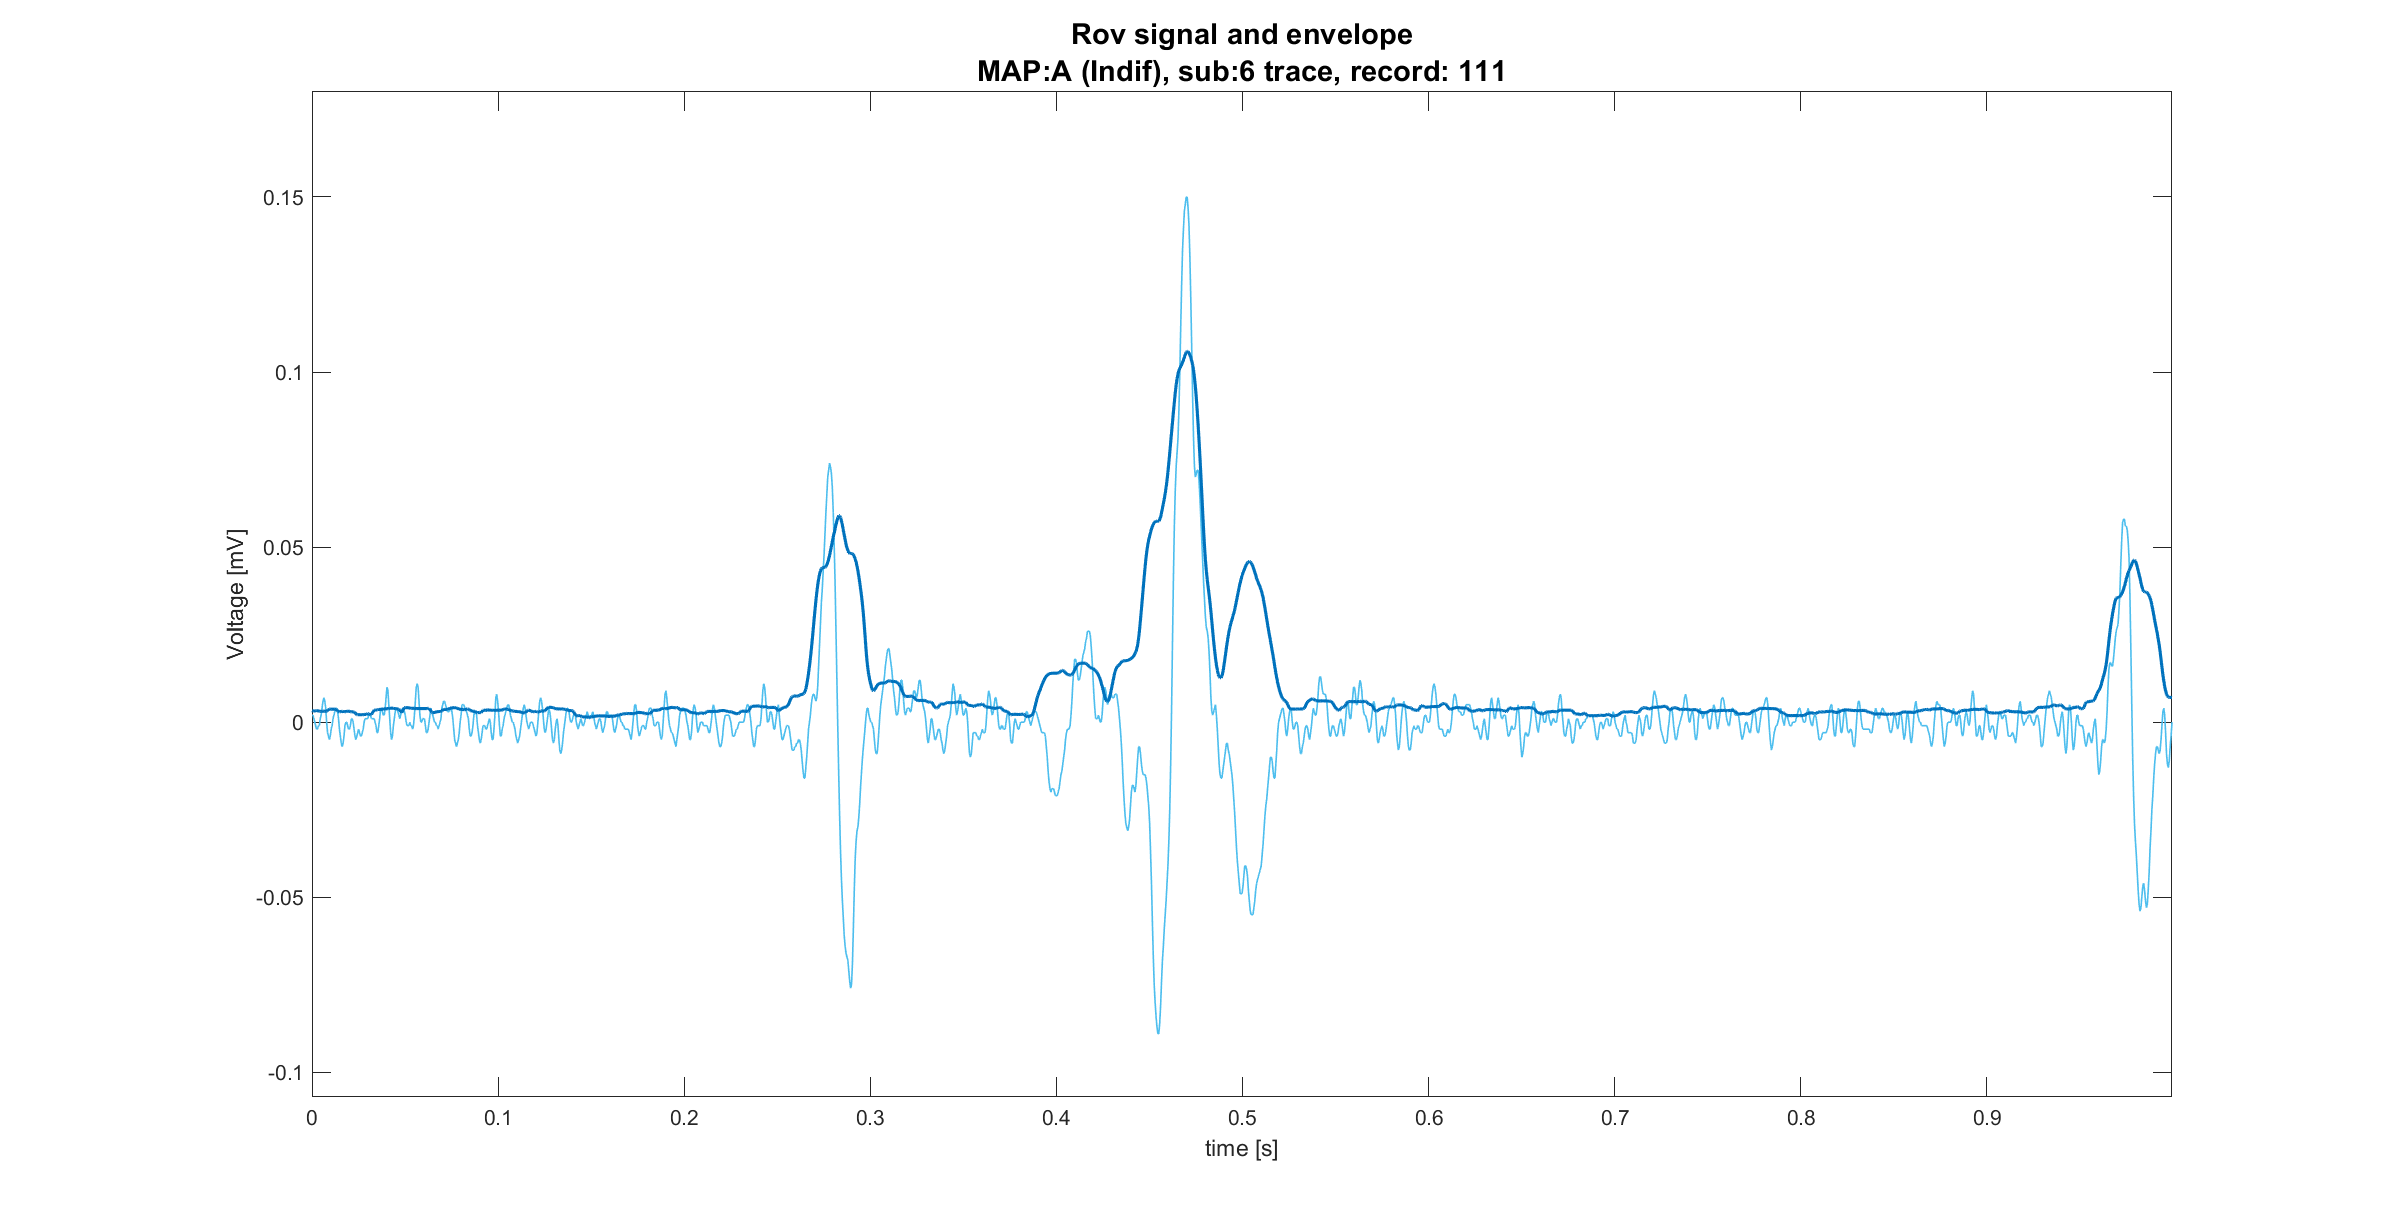 Rov signal and envelope
MAP:A (Indif), sub:6 trace, record: 111
0.15
0.1
0.05
0
-0.05
-0.1
Voltage [mV]
0 0.1 0.2 0.3 0.4 0.5 0.6 0.7 0.8 0.9
time [s]